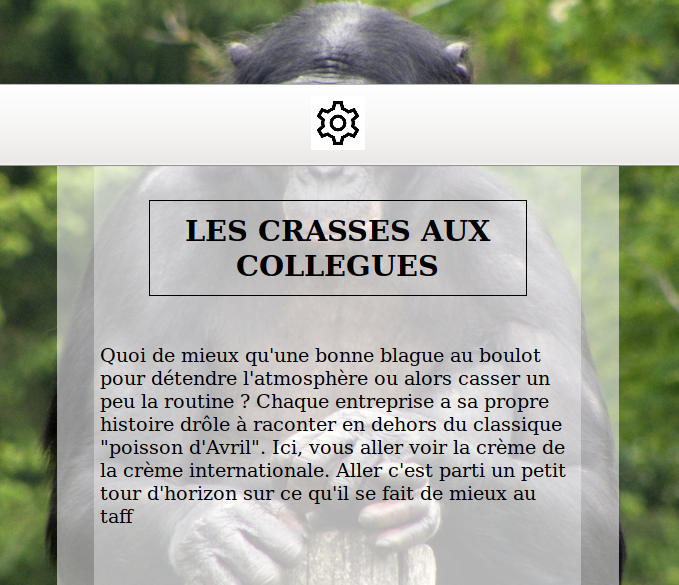 LES CRASSES AUX
COLLEGUES
Quoi de mieux qu'une bonne blague au boulot
pour détendre l'atmosphère ou alors casser un
peu la routine ? Chaque entreprise a sa propre
histoire drôle à raconter en dehors du classique
"poisson d'Avril". Ici, vous aller voir la crème de
la crème internationale. Aller c'est parti un petit
tour d'horizon sur ce qu'il se fait de mieux au
taff